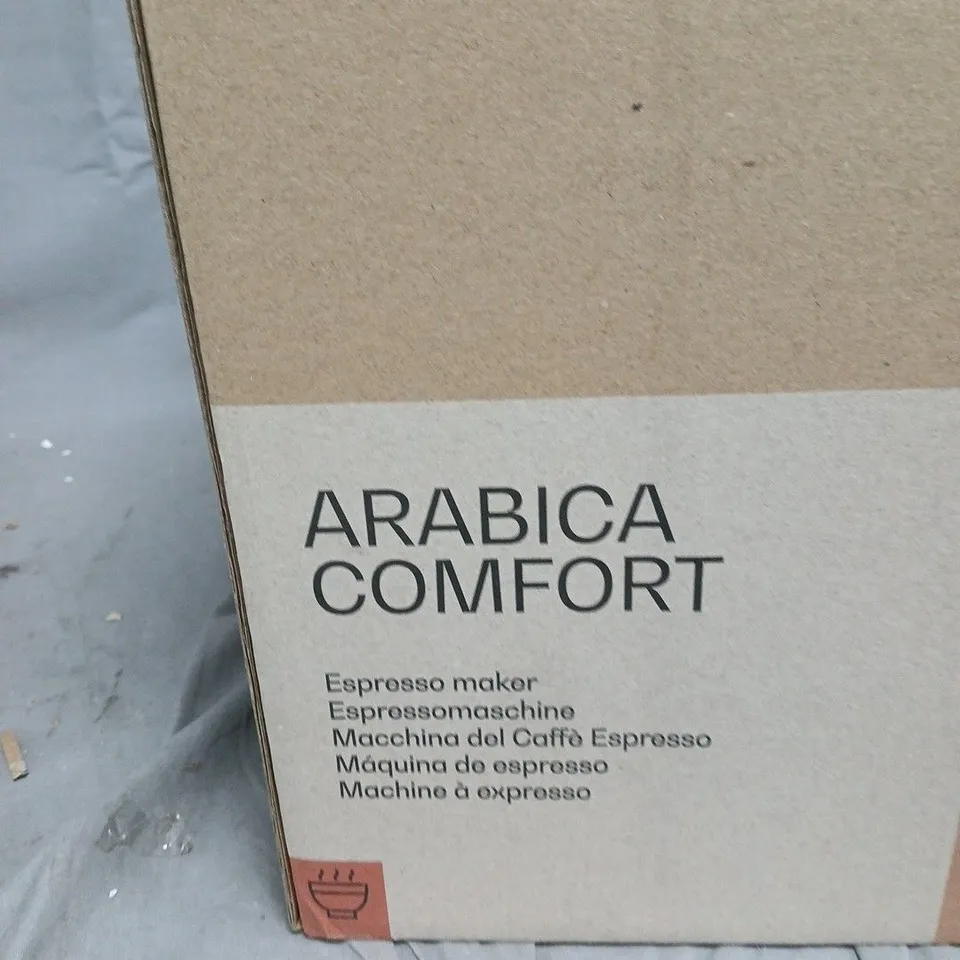 ARABICA
COMFORT
Espresso maker
Espressomaschine
Macchina del Caffè Espresso
Máquina de espresso
Machine à expresso